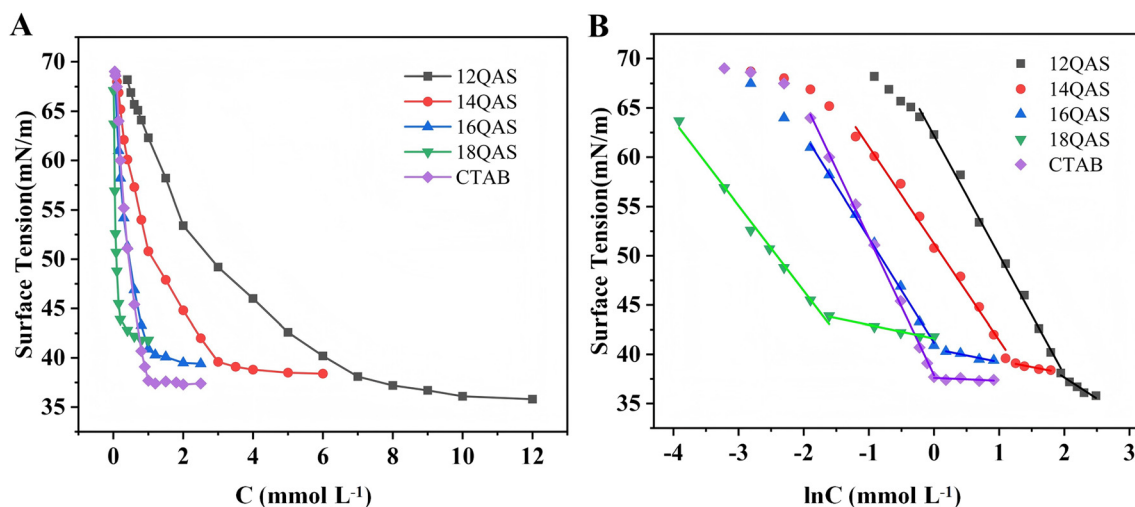 A
Surface Tension(mN/m)
70
65
60
55
50
45
40
35
0
2
4
6
8
10
12
C (mmol L⁻¹)
12QAS
14QAS
16QAS
18QAS
CTAB
B
Surface Tension(mN/m)
70
65
60
55
50
45
40
35
-4
-3
-2
-1
0
1
2
3
lnC (mmol L⁻¹)
12QAS
14QAS
16QAS
18QAS
CTAB